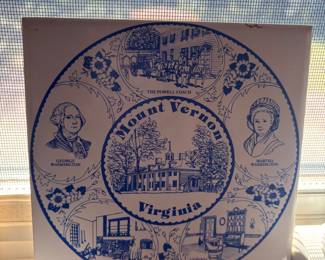 THE POWELL COACH
Mount Vernon
GEORGE
WASHINGTON
MARTHA
WASHINGTON
Virginia